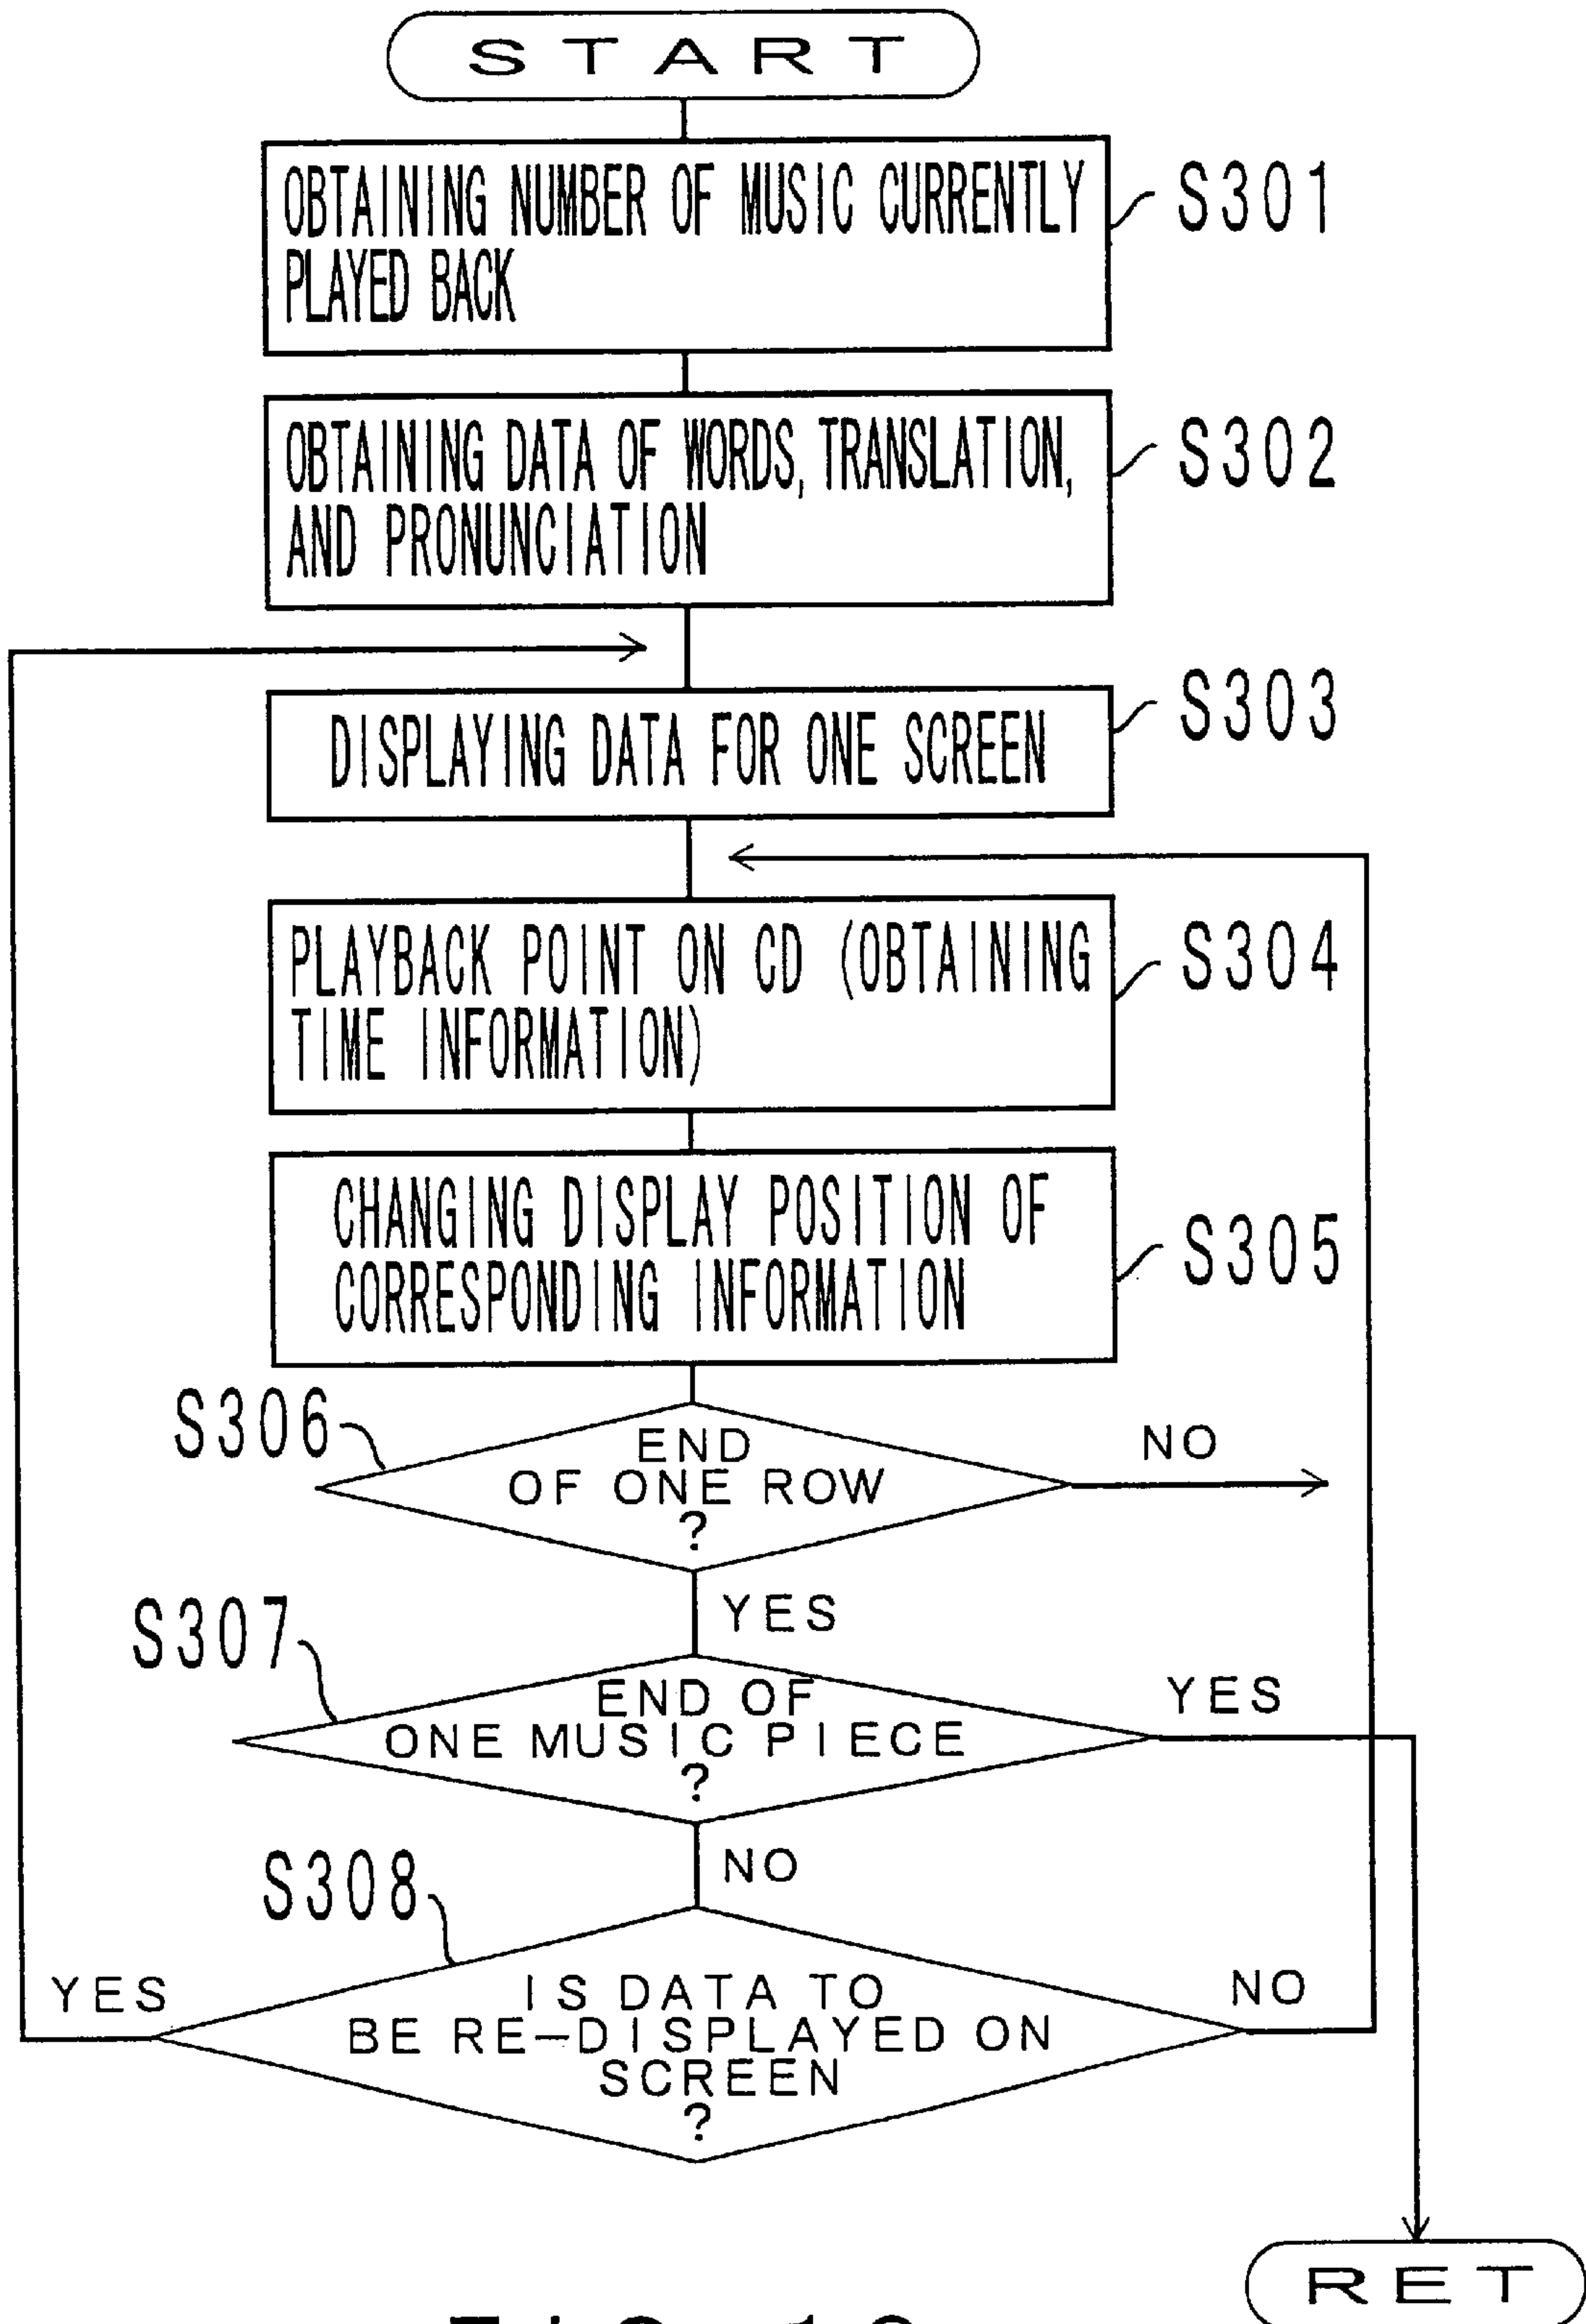 START
OBTAINING NUMBER OF MUSIC CURRENTLY
PLAYED BACK
S301
OBTAINING DATA OF WORDS, TRANSLATION,
AND PRONUNCIATION
S302
DISPLAYING DATA FOR ONE SCREEN
S303
PLAYBACK POINT ON CD (OBTAINING
TIME INFORMATION)
S304
CHANGING DISPLAY POSITION OF
CORRESPONDING INFORMATION
S305
S306
END
OF ONE ROW
?
NO
YES
S307
END OF
ONE MUSIC PIECE
?
YES
NO
S308
IS DATA TO
BE RE-DISPLAYED ON
SCREEN
?
YES
NO
RET